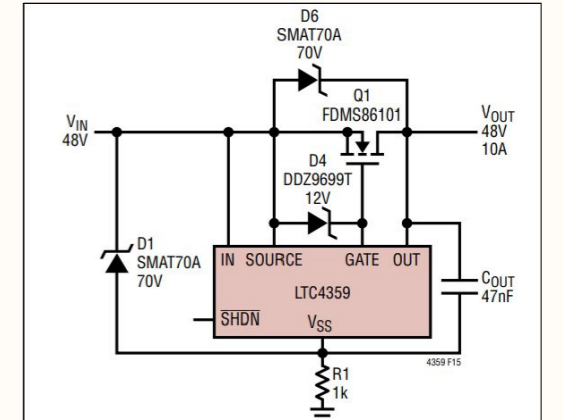 D6
SMAT70A
70V
Q1
FDMS86101
VIN
48V
VOUT
48V
10A
D4
DDZ9699T
12V
D1
SMAT70A
70V
IN SOURCE GATE OUT
LTC4359
SHDN
VSS
COUT
47nF
4359 F15
R1
1k